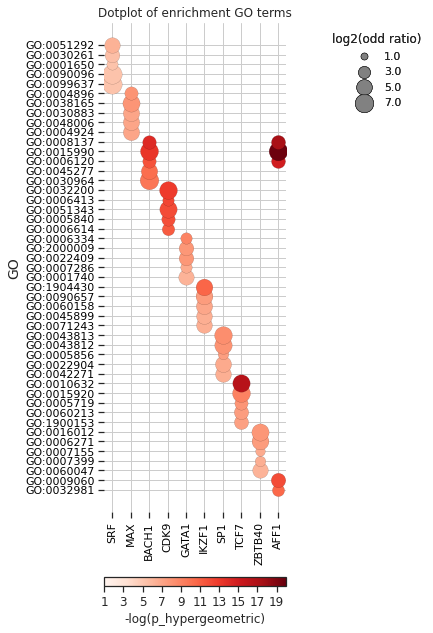 Dotplot of enrichment GO terms
log2(odd ratio)
1.0
3.0
5.0
7.0
GO
GO:0051292
GO:0030261
GO:0001650
GO:0090096
GO:0099637
GO:0004896
GO:0038165
GO:0030883
GO:0048006
GO:0004924
GO:0008137
GO:0015990
GO:0006120
GO:0045277
GO:0030964
GO:0032200
GO:0006413
GO:0051343
GO:0005840
GO:0006614
GO:0006334
GO:2000009
GO:0022409
GO:0007286
GO:0001740
GO:1904430
GO:0090657
GO:0060158
GO:0045899
GO:0071243
GO:0043813
GO:0043812
GO:0005856
GO:0022904
GO:0042271
GO:0010632
GO:0015920
GO:0005719
GO:0060213
GO:1900153
GO:0016012
GO:0006271
GO:0007155
GO:0007399
GO:0060047
GO:0009060
GO:0032981
SRF
MAX
BACH1
CDK9
GATA1
IKZF1
SP1
TCF7
ZBTB40
AFF1
1 3 5 7 9 11 13 15 17 19
-log(p_hypergeometric)